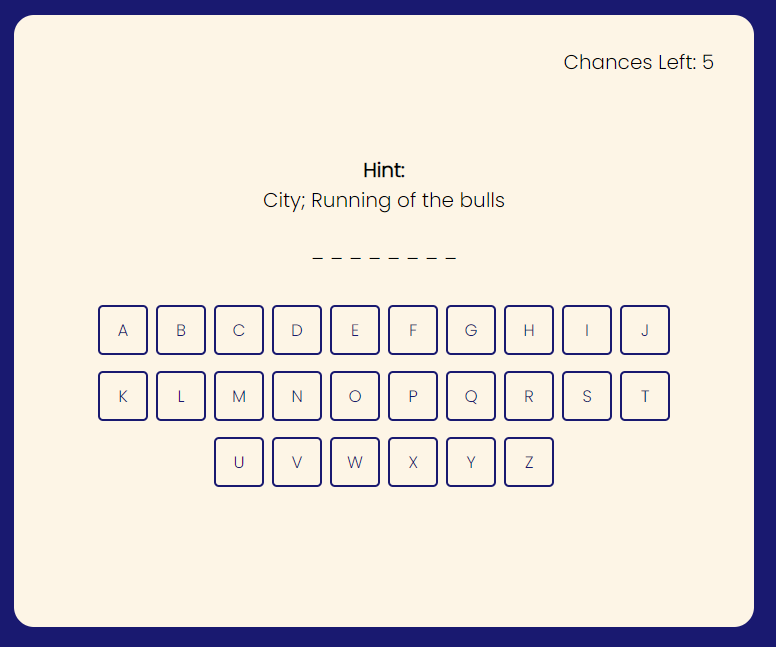 Chances Left: 5
Hint:
City; Running of the bulls
_ _ _ _ _ _ _ _
A B C D E F G H I J
K L M N O P Q R S T
U V W X Y Z